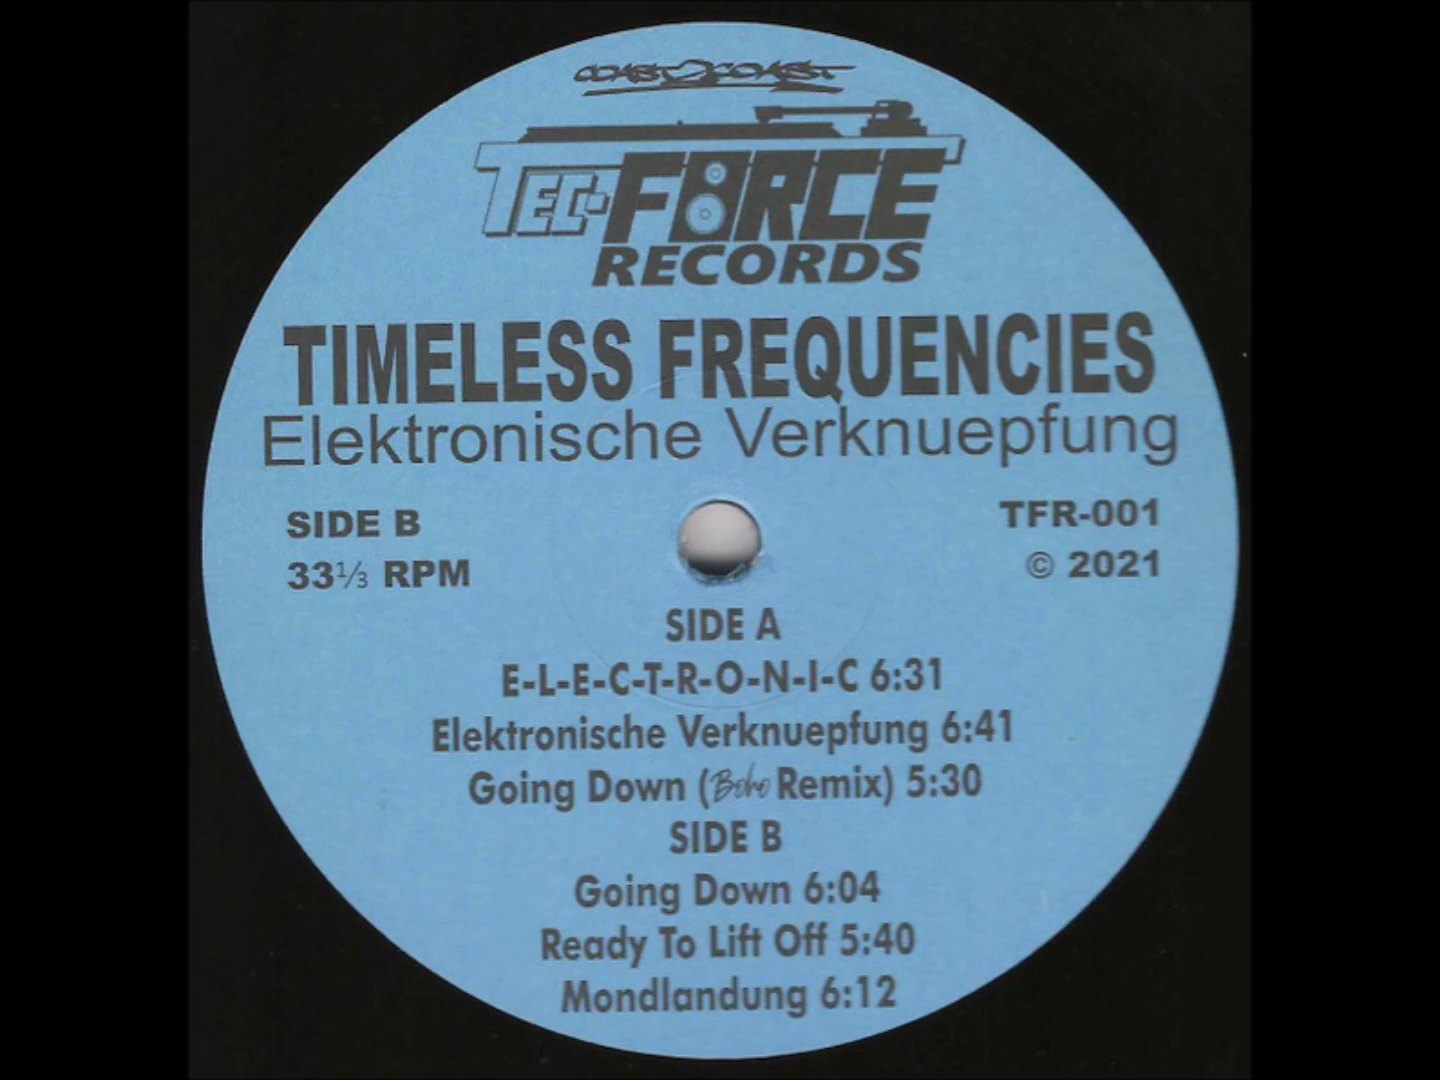 COAST2COAST
TEC-FORCE
RECORDS
TIMELESS FREQUENCIES
Elektronische Verknuepfung
SIDE B
33⅓ RPM
TFR-001
© 2021
SIDE A
E-L-E-C-T-R-O-N-I-C 6:31
Elektronische Verknuepfung 6:41
Going Down (Boho Remix) 5:30
SIDE B
Going Down 6:04
Ready To Lift Off 5:40
Mondlandung 6:12